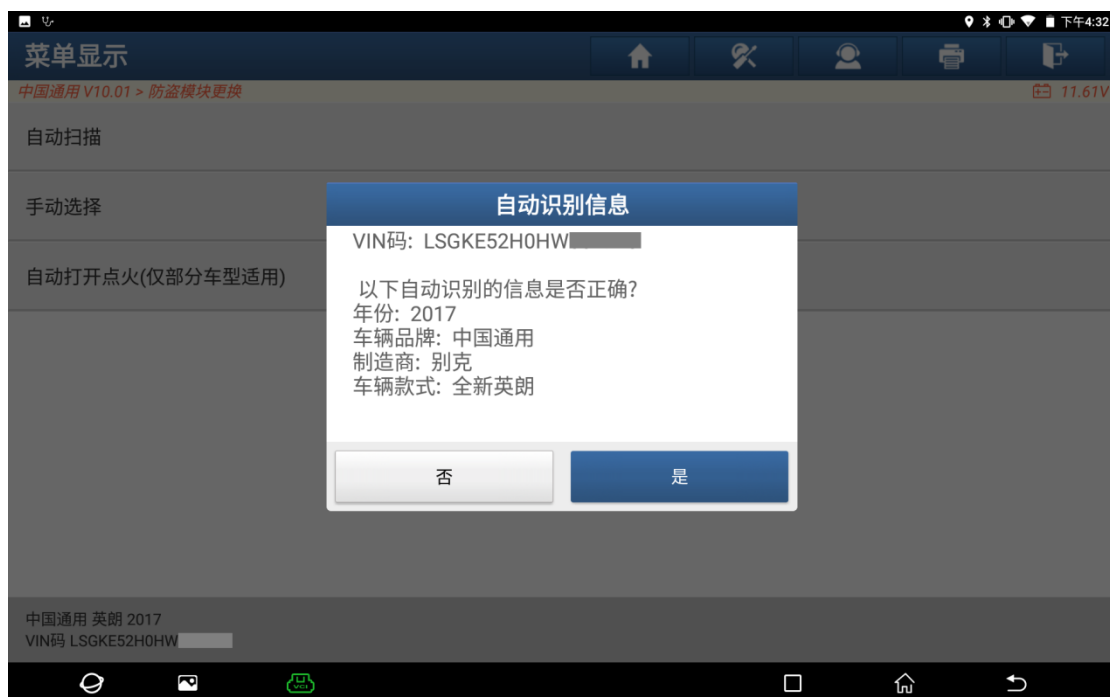 下午4:32
菜单显示
中国通用 V10.01 > 防盗模块更换
11.61V
自动扫描
手动选择
自动打开点火(仅部分车型适用)
自动识别信息
VIN码: LSGKE52H0HW
以下自动识别的信息是否正确?
年份: 2017
车辆品牌: 中国通用
制造商: 别克
车辆款式: 全新英朗
否
是
中国通用 英朗 2017
VIN码 LSGKE52H0HW
VCI